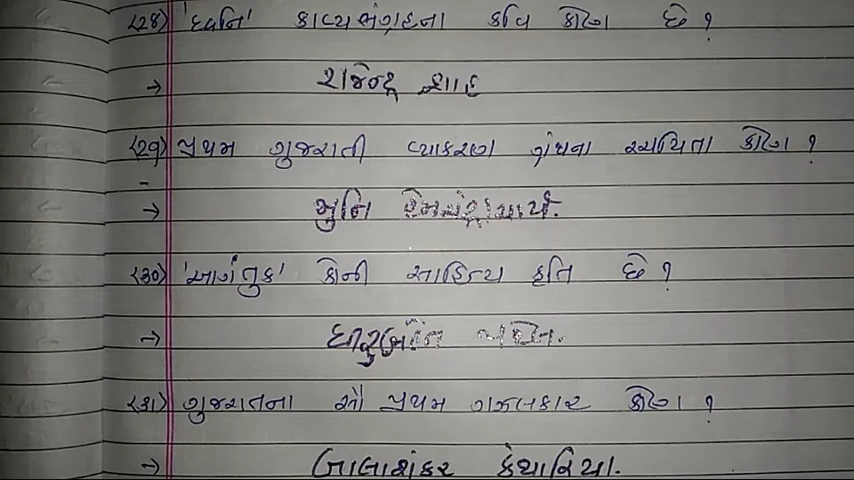 (28) 'ધ્વનિ' કાવ્યસંગ્રહના કવિ કોણ છે ?
→ રાજેન્દ્ર શાહ
(29) પ્રથમ ગુજરાતી વ્યાકરણ ગ્રંથના રચયિતા કોણ ?
→ મુનિ હેમચંદ્રાચાર્ય.
(30) 'આગંતુક' કોની સાહિત્ય કૃતિ છે ?
→ ધીરુબેન પટેલ.
(31) ગુજરાતના સૌ પ્રથમ ગઝલકાર કોણ ?
→ બાલાશંકર કંથારિયા.